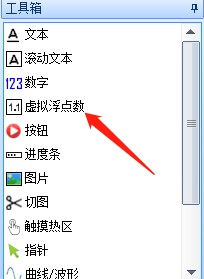 工具箱
A 文本
A 滚动文本
123 数字
1.1 虚拟浮点数
按钮
进度条
图片
切图
触摸热区
指针
曲线/波形